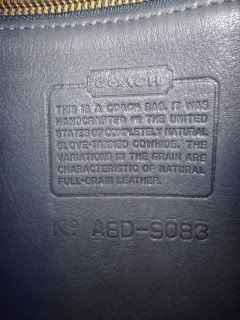 COACH
THIS IS A COACH BAG. IT WAS
HANDCRAFTED IN THE UNITED
STATES OF COMPLETELY NATURAL
GLOVE-TANNED COWHIDE. THE
VARIATIONS IN THE GRAIN ARE
CHARACTERISTIC OF NATURAL
FULL-GRAIN LEATHER.
No A8D-9083